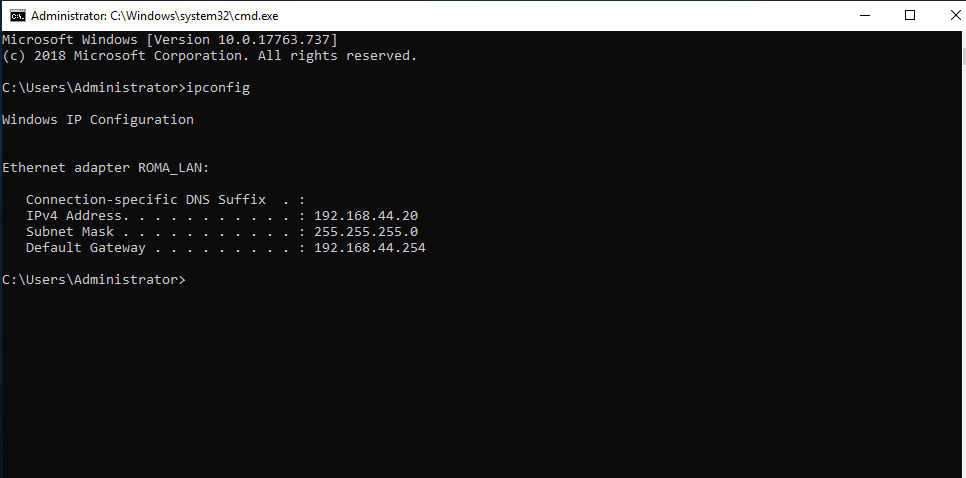 Administrator: C:\Windows\system32\cmd.exe
Microsoft Windows [Version 10.0.17763.737]
(c) 2018 Microsoft Corporation. All rights reserved.
C:\Users\Administrator>ipconfig
Windows IP Configuration
Ethernet adapter ROMA_LAN:
Connection-specific DNS Suffix  . :
IPv4 Address. . . . . . . . . . . : 192.168.44.20
Subnet Mask . . . . . . . . . . . : 255.255.255.0
Default Gateway . . . . . . . . . : 192.168.44.254
C:\Users\Administrator>